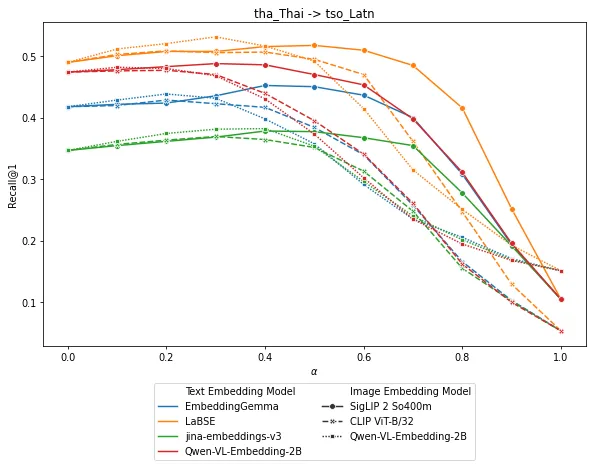 tha_Thai -> tso_Latn
0.5
0.4
0.3
0.2
0.1
Recall@1
0.0 0.2 0.4 0.6 0.8 1.0
α
Text Embedding Model Image Embedding Model
EmbeddingGemma SigLIP 2 So400m
LaBSE CLIP ViT-B/32
jina-embeddings-v3 Qwen-VL-Embedding-2B
Qwen-VL-Embedding-2B